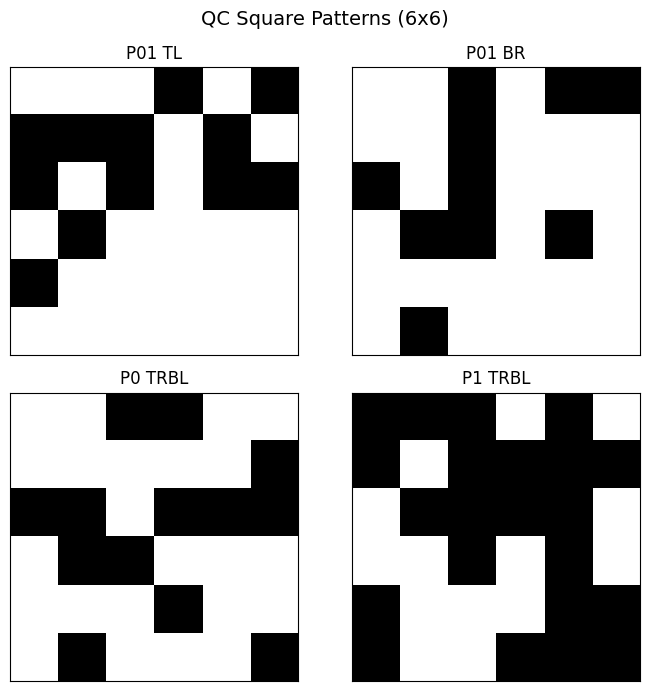 QC Square Patterns (6x6)
P01 TL
P01 BR
P0 TRBL
P1 TRBL